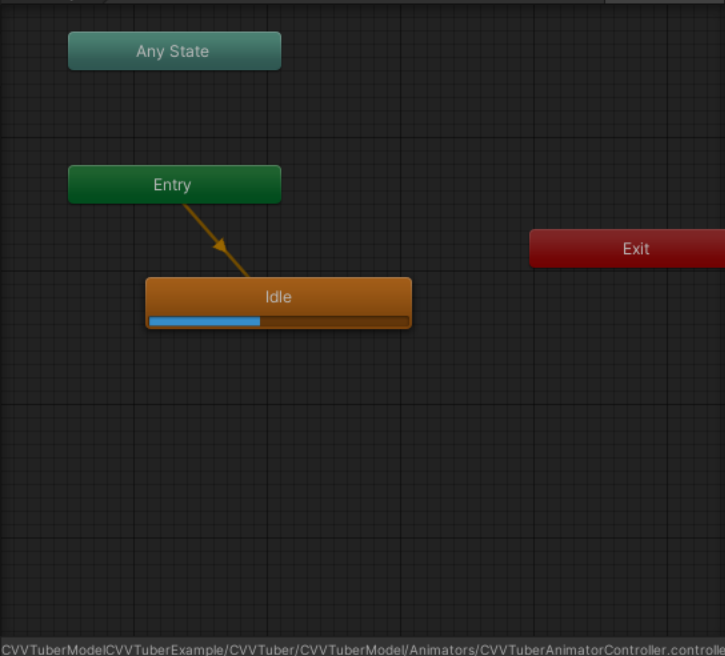 Any State
Entry
Exit
Idle
CVVTuberModelCVVTuberExample/CVVTuber/CVVTuberModel/Animators/CVVTuberAnimatorController.controlle